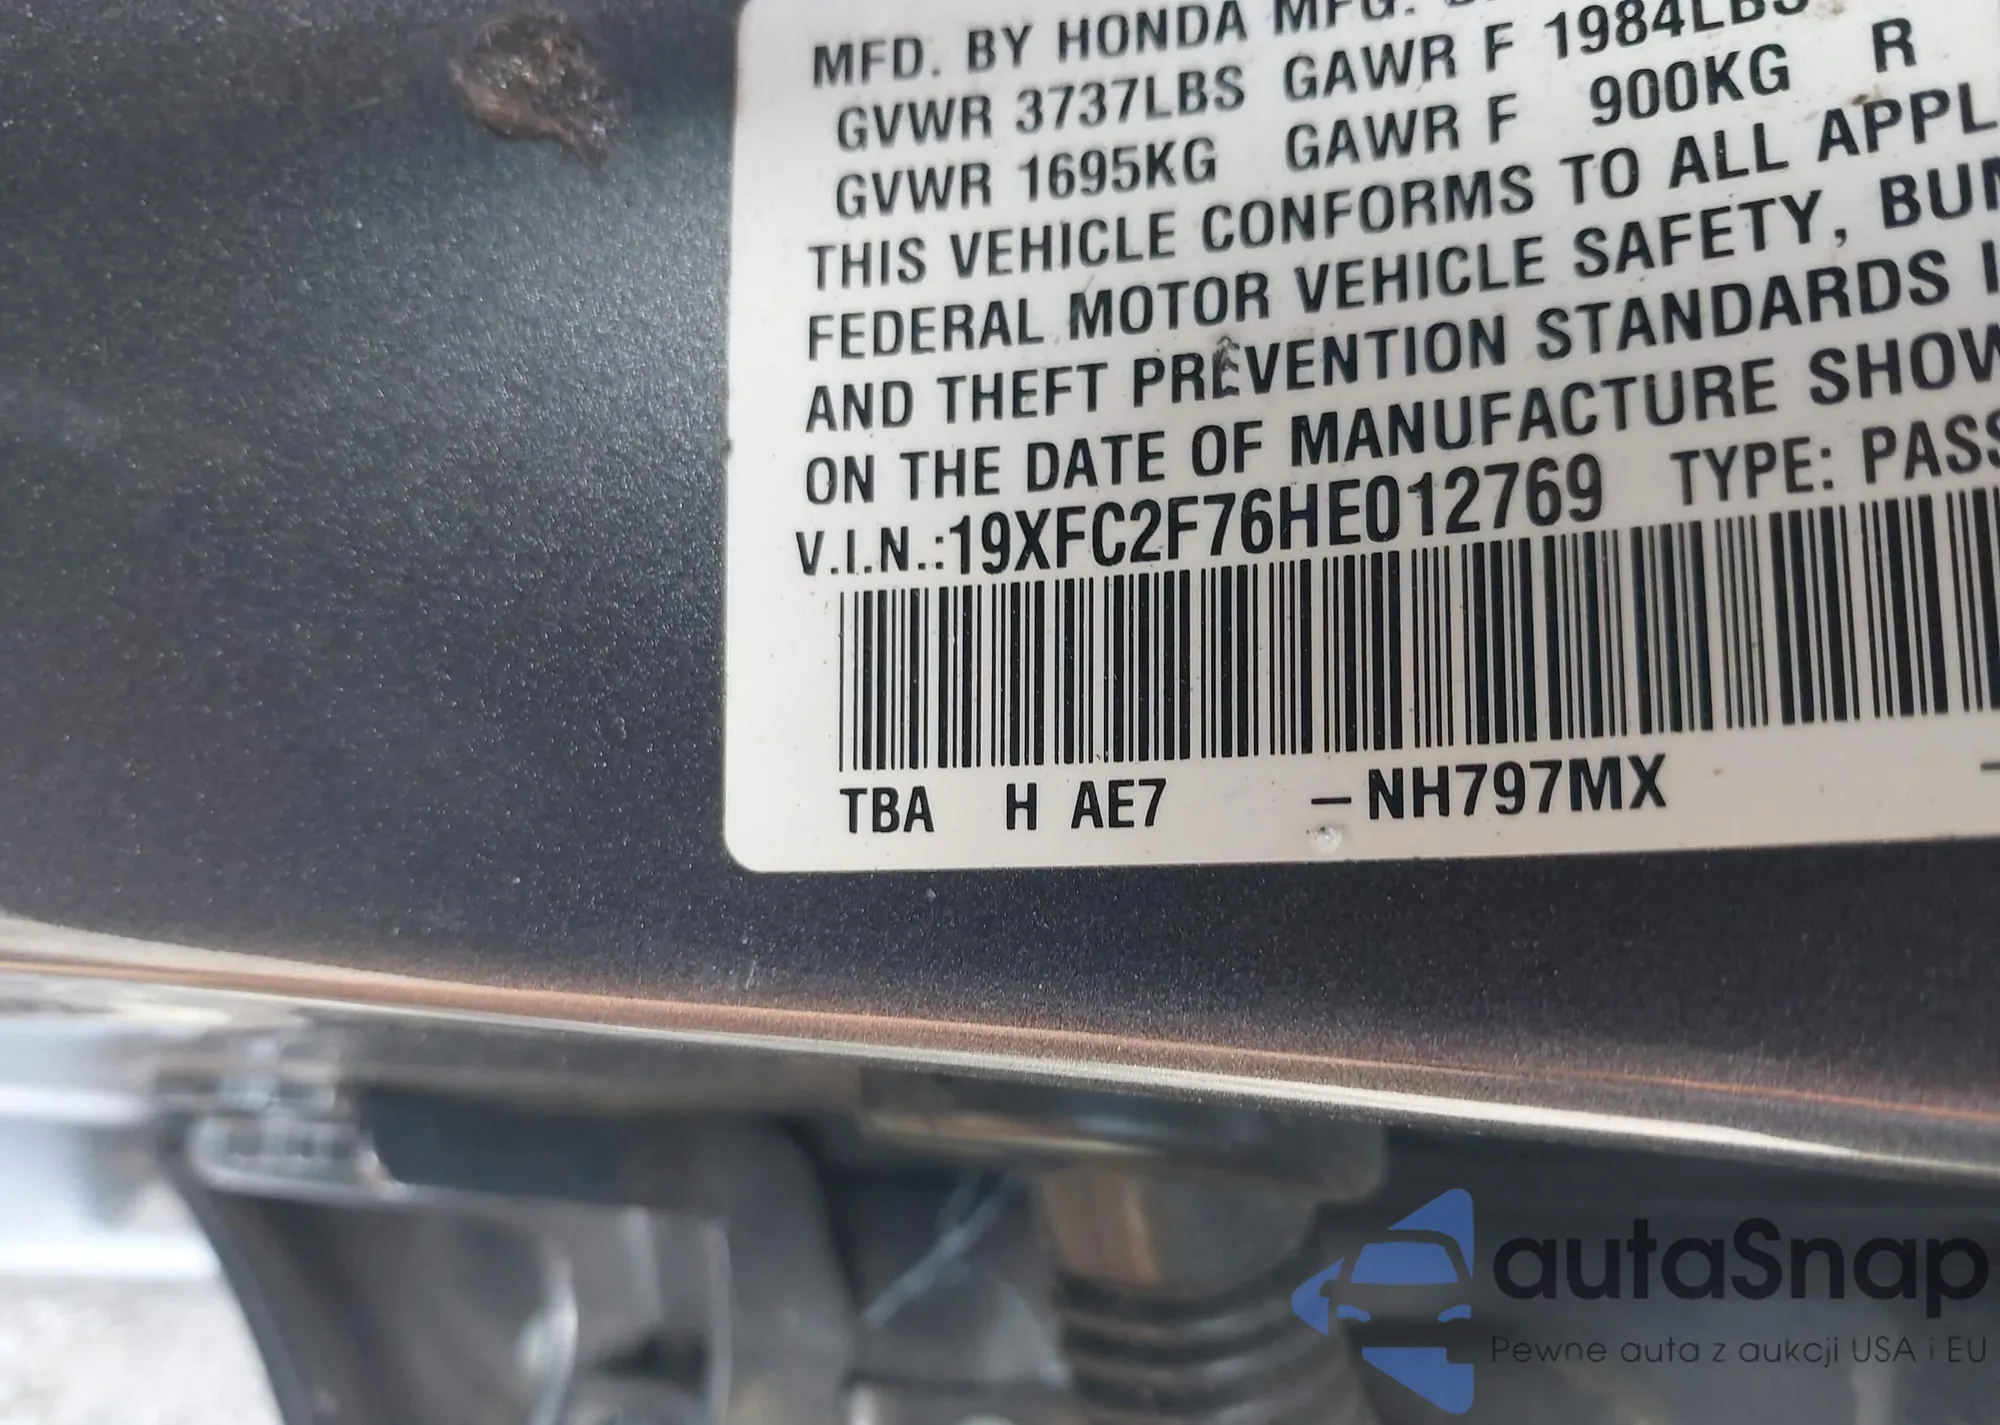 MFD. BY HONDA MFG.
GVWR 3737LBS GAWR F 1984LBS
GVWR 1695KG GAWR F 900KG R
THIS VEHICLE CONFORMS TO ALL APPL
FEDERAL MOTOR VEHICLE SAFETY, BUM
AND THEFT PREVENTION STANDARDS I
ON THE DATE OF MANUFACTURE SHOW
V.I.N.:19XFC2F76HE012769 TYPE: PASS
TBA H AE7 –NH797MX –
autaSnap
Pewne auta z aukcji USA i EU